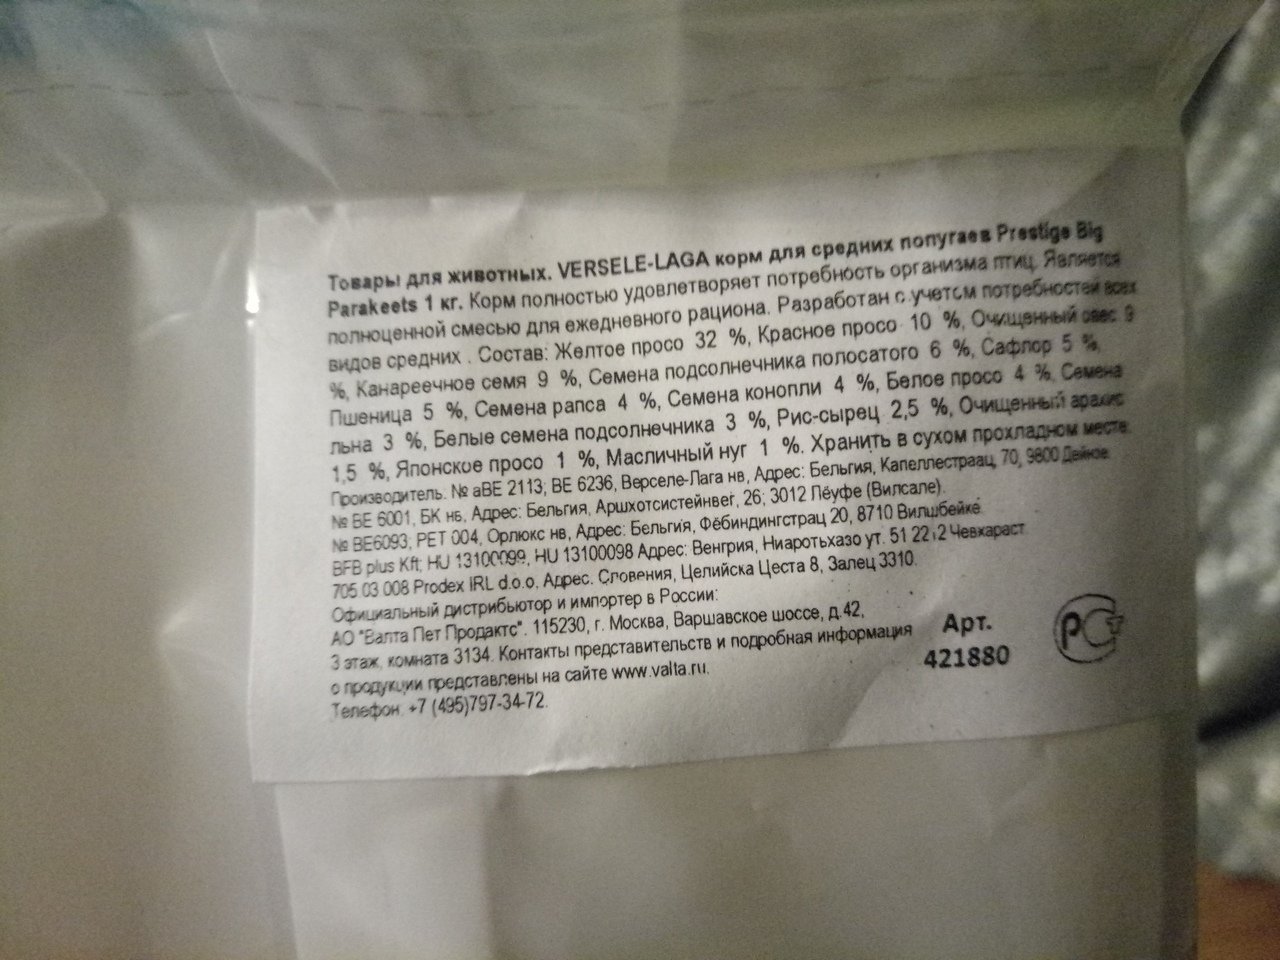 Товары для животных. VERSELE-LAGA корм для средних попугаев Prestige Big
Parakeets 1 кг. Корм полностью удовлетворяет потребность организма птиц. Является
полноценной смесью для ежедневного рациона. Разработан с учетом потребностей всех
видов средних . Состав: Желтое просо 32 %, Красное просо 10 %, Очищенный овес 9
%, Канареечное семя 9 %, Семена подсолнечника полосатого 6 %, Сафлор 5 %,
Пшеница 5 %, Семена рапса 4 %, Семена конопли 4 %, Белое просо 4 %, Семена
льна 3 %, Белые семена подсолнечника 3 %, Рис-сырец 2,5 %, Очищенный арахис
1,5 %, Японское просо 1 %, Масличный нуг 1 %. Хранить в сухом прохладном месте.
Производитель: № аВЕ 2113; ВЕ 6236, Верселе-Лага нв, Адрес: Бельгия, Капеллестраац, 70, 9800 Дейнзе
№ ВЕ 6001, БК нв, Адрес: Бельгия, Аршхотсистейнвег, 26; 3012 Лёуфе (Вилсале).
№ ВЕ6093; РЕТ 004, Орлюкс нв, Адрес: Бельгия, Фёбиндингстрац 20, 8710 Вилшбейке.
BFB plus Kft; HU 13100099, HU 13100098 Адрес: Венгрия, Ниаротьхазо ут. 51 22.2 Чевхараст.
705 03 008 Prodex iRL d.o.o. Адрес. Словения, Целийска Цеста 8, Залец 3310.
Официальный дистрибьютор и импортер в России:
АО "Валта Пет Продактс". 115230, г. Москва, Варшавское шоссе, д.42,
3 этаж, комната 3134. Контакты представительств и подробная информация
о продукции представлены на сайте www.valta.ru.
Телефон: +7 (495)797-34-72.
Арт.
421880
РСТ